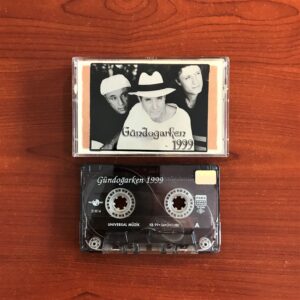 Gündoğarken
1999
Gündoğarken 1999
UNIVERSAL MÜZİK
A